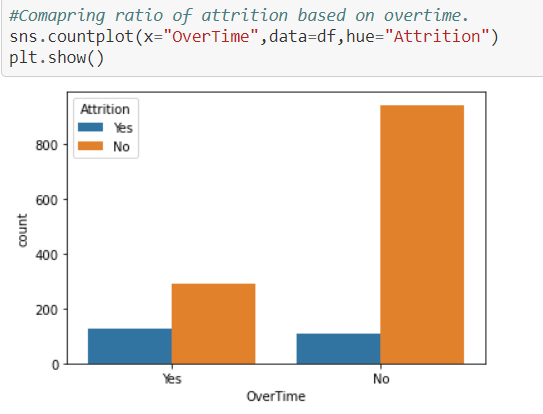 #Comapring ratio of attrition based on overtime.
sns.countplot(x="OverTime",data=df,hue="Attrition")
plt.show()
Attrition
Yes
No
800
600
400
200
0
count
Yes
No
OverTime